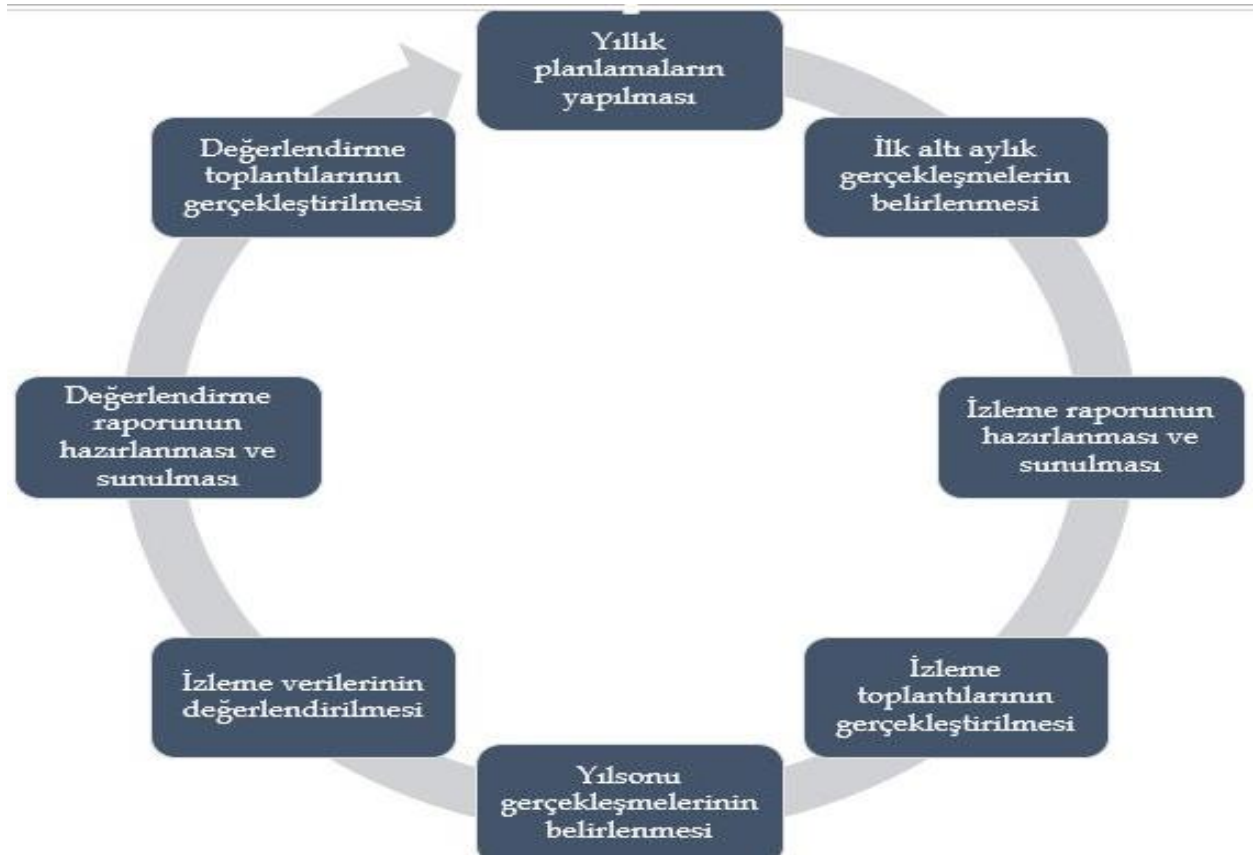 Yıllık
planlamaların
yapılması
İlk altı aylık
gerçekleşmelerin
belirlenmesi
İzleme raporunun
hazırlanması ve
sunulması
İzleme
toplantılarının
gerçekleştirilmesi
Yılsonu
gerçekleşmelerinin
belirlenmesi
İzleme verilerinin
değerlendirilmesi
Değerlendirme
raporunun
hazırlanması ve
sunulması
Değerlendirme
toplantılarının
gerçekleştirilmesi